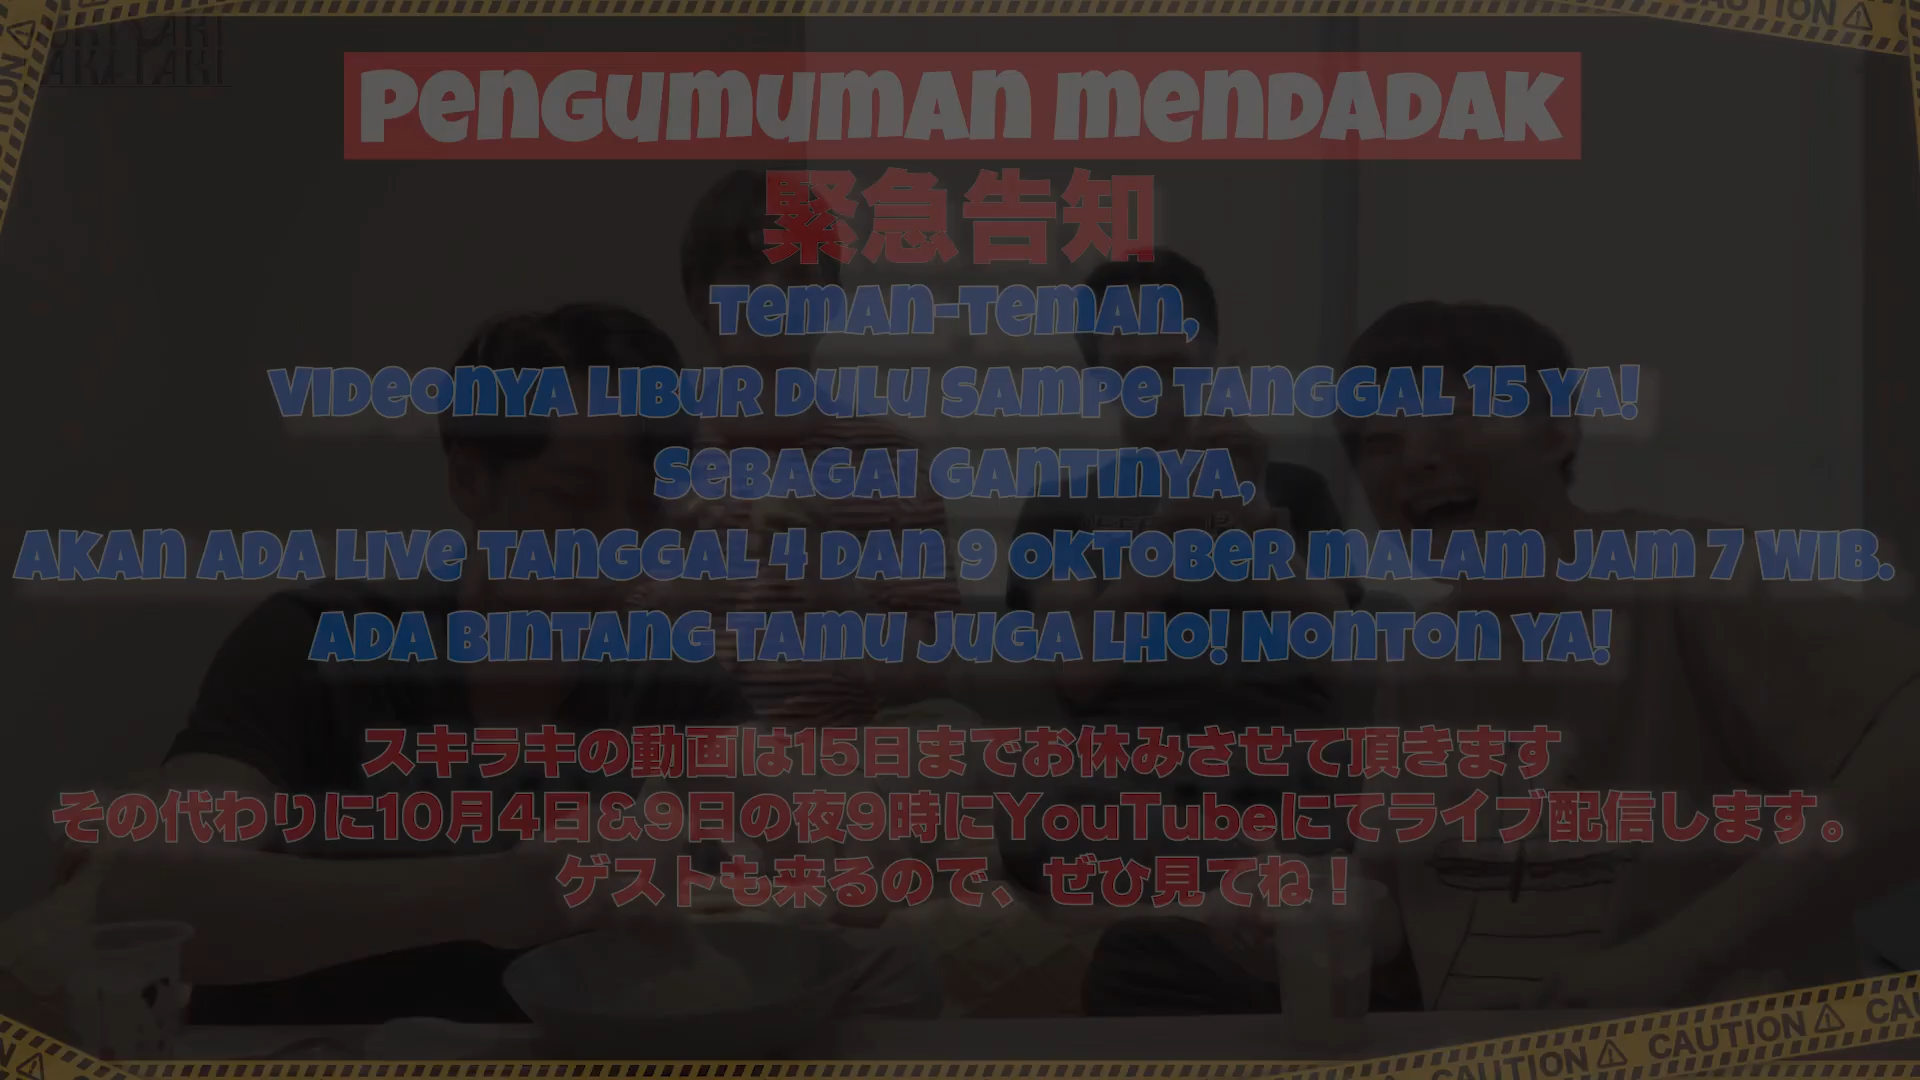 PENGUMUMAN MENDADAK
緊急告知
TEMAN-TEMAN,
VIDEONYA LIBUR DULU SAMPE TANGGAL 15 YA!
SEBAGAI GANTINYA,
AKAN ADA LIVE TANGGAL 4 DAN 9 OKTOBER MALAM JAM 7 WIB.
ADA BINTANG TAMU JUGA LHO! NONTON YA!
スキラキの動画は15日までお休みさせて頂きます
その代わりに10月4日&9日の夜9時にYouTubeにてライブ配信します。
ゲストも来るので、ぜひ見てね！
CAUTION
CAUTION